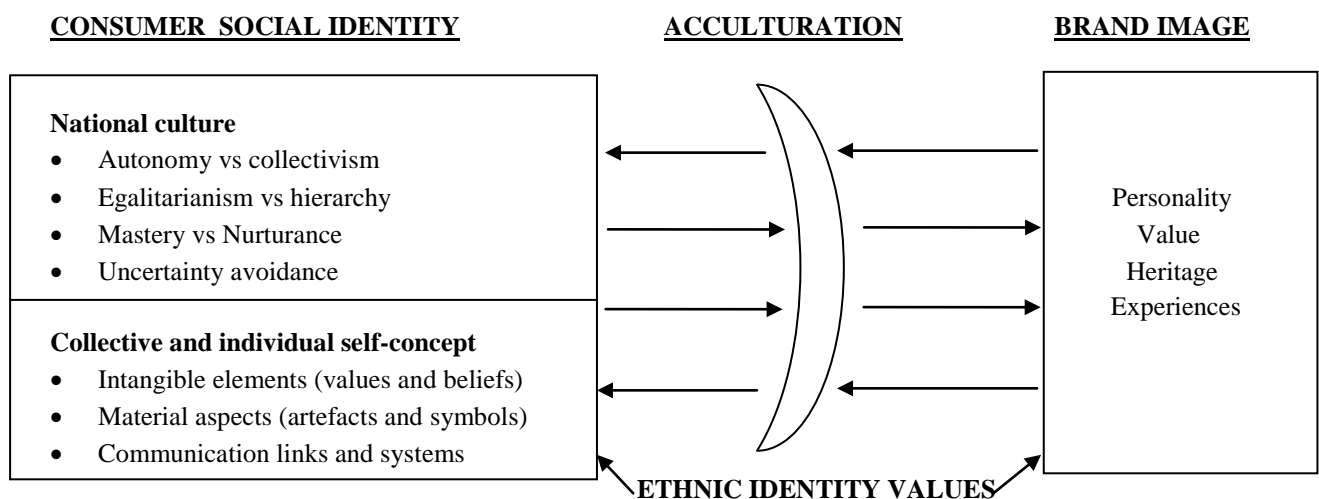 CONSUMER SOCIAL IDENTITY
ACCULTURATION
BRAND IMAGE
National culture
• Autonomy vs collectivism
• Egalitarianism vs hierarchy
• Mastery vs Nurturance
• Uncertainty avoidance
Collective and individual self-concept
• Intangible elements (values and beliefs)
• Material aspects (artefacts and symbols)
• Communication links and systems
Personality
Value
Heritage
Experiences
ETHNIC IDENTITY VALUES